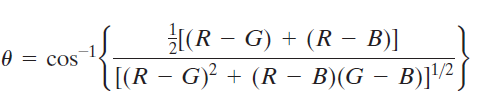 θ = cos⁻¹ { ½[(R − G) + (R − B)] / [(R − G)² + (R − B)(G − B)]^1/2 }